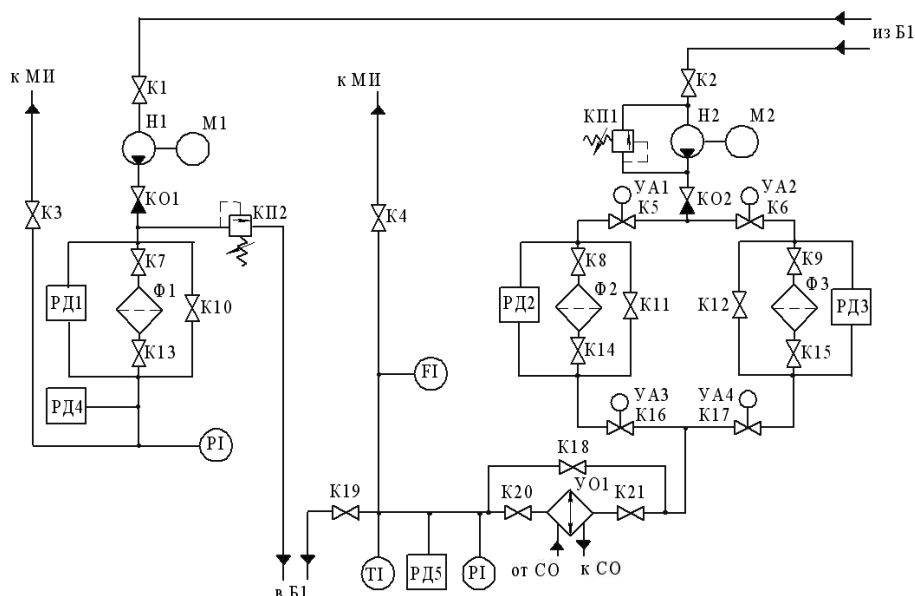 из Б1
к МИ
к МИ
К1
К2
Н1
М1
КП1
Н2
М2
К3
КО1
КП2
К4
УА1
КО2
УА2
К5
К6
К7
К8
К9
РД1
Ф1
К10
РД2
Ф2
К11
К12
Ф3
РД3
К13
К14
К15
РД4
FI
УА3
УА4
К16
К17
PI
К18
К19
К20
УО1
К21
TI
РД5
PI
от СО
к СО
в Б1